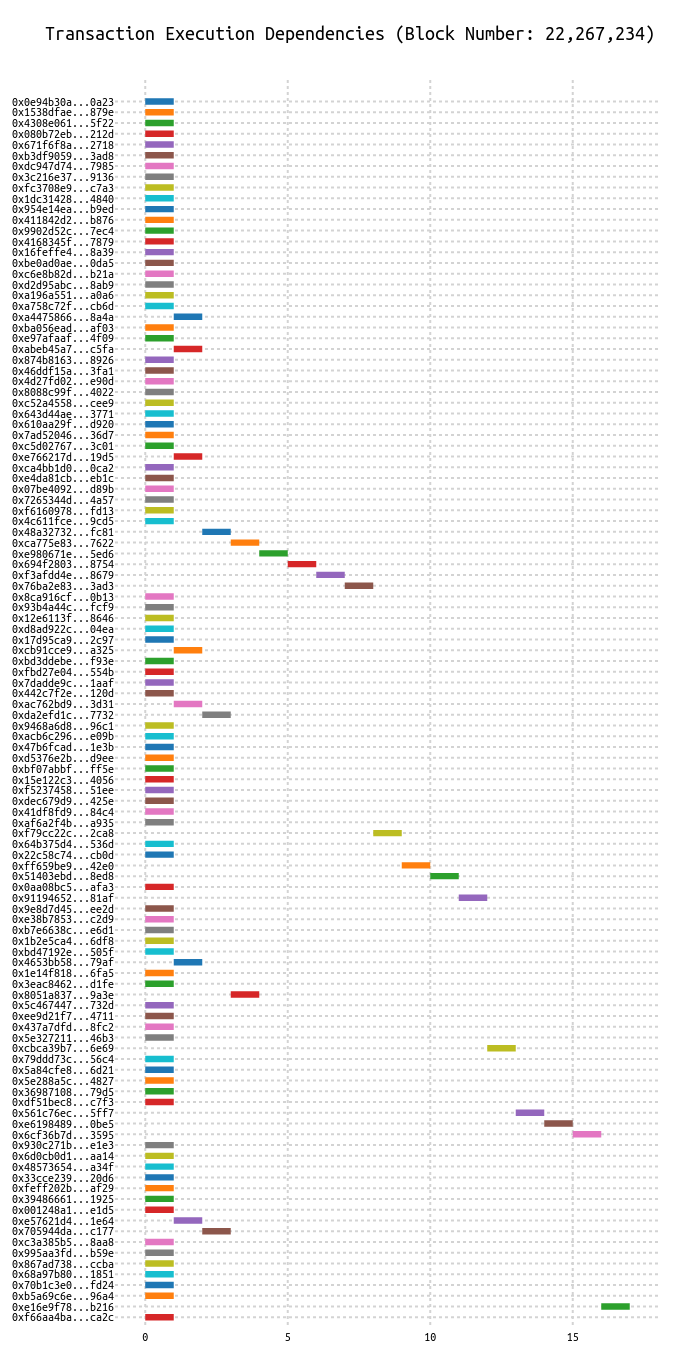 Transaction Execution Dependencies (Block Number: 22,267,234)
0x0e94b30a...0a23
0x1538dfae...879e
0x4308e061...5f22
0x080b72eb...212d
0x671f6f8a...2718
0xb3df9059...3ad8
0xdc947d74...7985
0x3c216e37...9136
0xfc3708e9...c7a3
0x1dc31428...4840
0x954e14ea...b9ed
0x411842d2...b876
0x9902d52c...7ec4
0x4168345f...7879
0x16feffe4...8a39
0xbe0ad0ae...0da5
0xc6e8b82d...b21a
0xd2d95abc...8ab9
0xa196a551...a0a6
0xa758c72f...cb6d
0xa4475866...8a4a
0xba056ead...af03
0xe97afaaf...4f09
0xabeb45a7...c5fa
0x874b8163...8926
0x46ddf15a...3fa1
0x4d27fd02...e90d
0x8088c99f...4022
0xc52a4558...cee9
0x643d44ae...3771
0x610aa29f...d920
0x7ad52046...36d7
0xc5d02767...3c01
0xe766217d...19d5
0xca4bb1d0...0ca2
0xe4da81cb...eb1c
0x07be4092...d89b
0x7265344d...4a57
0xf6160978...fd13
0x4c611fce...9cd5
0x48a32732...fc81
0xca775e83...7622
0xe980671e...5ed6
0x694f2803...8754
0xf3afdd4e...8679
0x76ba2e83...3ad3
0x8ca916cf...0b13
0x93b4a44c...fcf9
0x12e6113f...8646
0xd8ad922c...04ea
0x17d95ca9...2c97
0xcb91cce9...a325
0xbd3ddebe...f93e
0xfbd27e04...554b
0x7dadde9c...1aaf
0x442c7f2e...120d
0xac762bd9...3d31
0xda2efd1c...7732
0x9468a6d8...96c1
0xacb6c296...e09b
0x47b6fcad...1e3b
0xd5376e2b...d9ee
0xbf07abbf...ff5e
0x15e122c3...4056
0xf5237458...51ee
0xdec679d9...425e
0x41df8fd9...84c4
0xaf6a2f4b...a935
0xf79cc22c...2ca8
0x64b375d4...536d
0x22c58c74...cb0d
0xff659be9...42e0
0x51403ebd...8ed8
0x0aa08bc5...afa3
0x91194652...81af
0x9e8d7d45...ee2d
0xe38b7853...c2d9
0xb7e6638c...e6d1
0x1b2e5ca4...6df8
0xbd47192e...505f
0x4653bb58...79af
0x1e14f818...6fa5
0x3eac8462...d1fe
0x8051a837...9a3e
0x5c467447...732d
0xee9d21f7...4711
0x437a7dfd...8fc2
0x5e327211...46b3
0xcbca39b7...6e69
0x79ddd73c...56c4
0x5a84cfe8...6d21
0x5e288a5c...4827
0x36987108...79d5
0xdf51bec8...c7f3
0x561c76ec...5ff7
0xe6198489...0be5
0x6cf36b7d...3595
0x930c271b...e1e3
0x6d0cb0d1...aa14
0x48573654...a34f
0x33cce239...20d6
0xfeff202b...af29
0x39486661...1925
0x001248a1...e1d5
0xe57621d4...1e64
0x705944da...c177
0xc3a385b5...8aa8
0x995aa3fd...b59e
0x867ad738...ccba
0x68a97b80...1851
0x70b1c3e0...fd24
0xb5a69c6e...96a4
0xe16e9f78...b216
0xf66aa4ba...ca2c
0 5 10 15